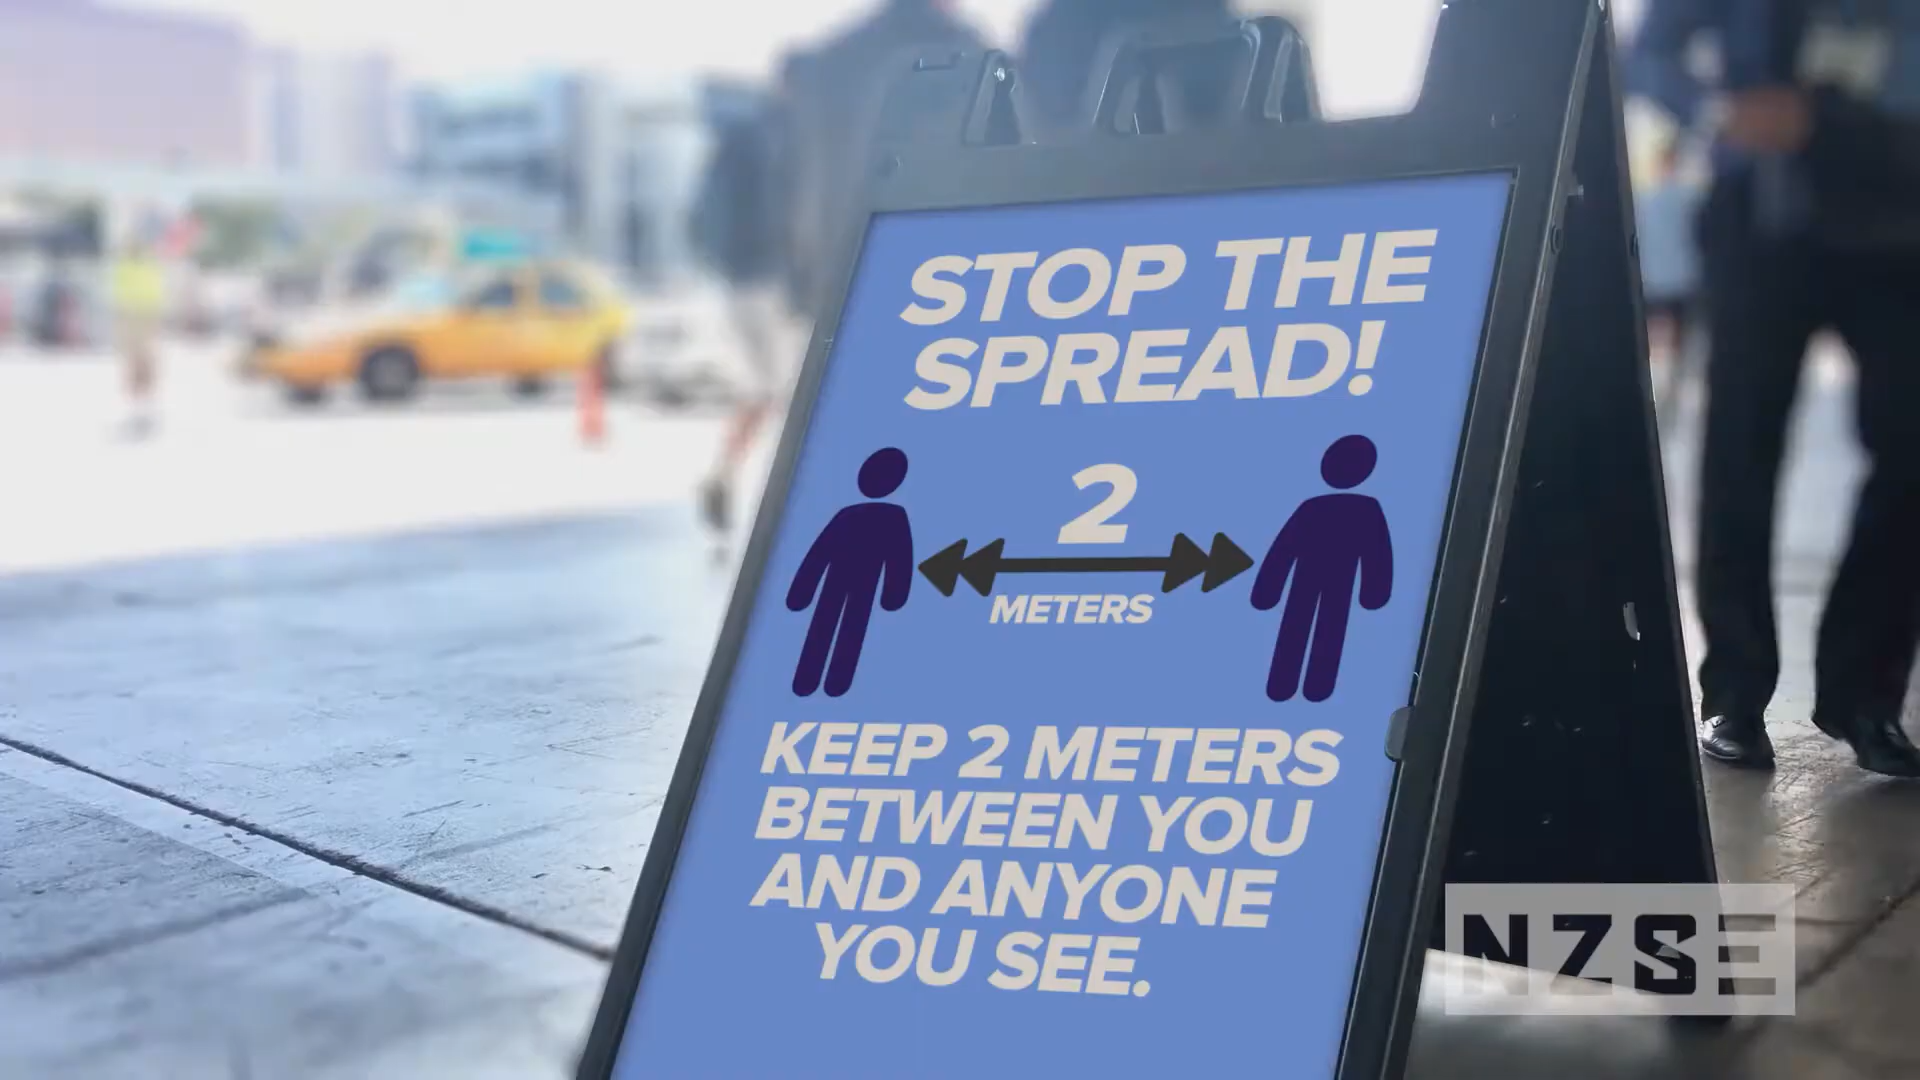 STOP THE
SPREAD!
2
METERS
KEEP 2 METERS
BETWEEN YOU
AND ANYONE
YOU SEE.
NZSE